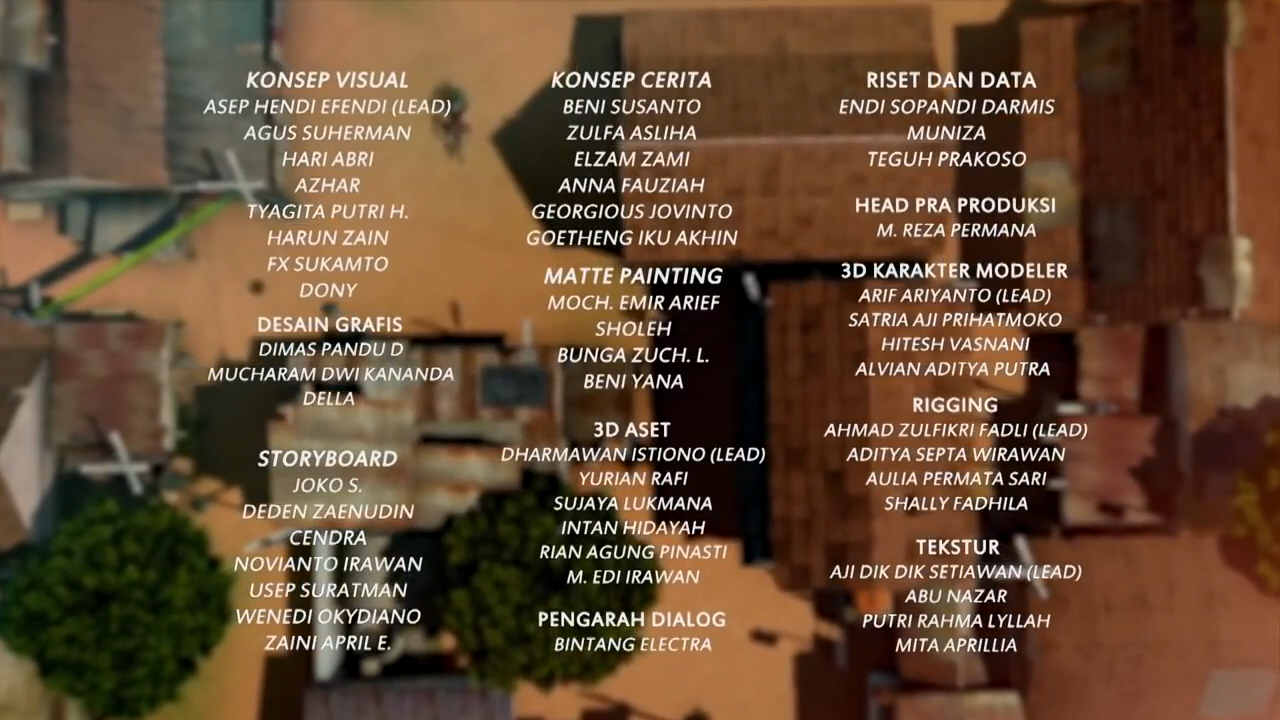 KONSEP VISUAL
ASEP HENDI EFENDI (LEAD)
AGUS SUHERMAN
HARI ABRI
AZHAR
TYAGITA PUTRI H.
HARUN ZAIN
FX SUKAMTO
DONY
DESAIN GRAFIS
DIMAS PANDU D
MUCHARAM DWI KANANDA
DELLA
STORYBOARD
JOKO S.
DEDEN ZAENUDIN
CENDRA
NOVIANTO IRAWAN
USEP SURATMAN
WENEDI OKYDIANO
ZAINI APRIL E.
KONSEP CERITA
BENI SUSANTO
ZULFA ASLIHA
ELZAM ZAMI
ANNA FAUZIAH
GEORGIOUS JOVINTO
GOETHENG IKU AKHIN
MATTE PAINTING
MOCH. EMIR ARIEF
SHOLEH
BUNGA ZUCH. L.
BENI YANA
3D ASET
DHARMAWAN ISTIONO (LEAD)
YURIAN RAFI
SUJAYA LUKMANA
INTAN HIDAYAH
RIAN AGUNG PINASTI
M. EDI IRAWAN
PENGARAH DIALOG
BINTANG ELECTRA
RISET DAN DATA
ENDI SOPANDI DARMIS
MUNIZA
TEGUH PRAKOSO
HEAD PRA PRODUKSI
M. REZA PERMANA
3D KARAKTER MODELER
ARIF ARIYANTO (LEAD)
SATRIA AJI PRIHATMOKO
HITESH VASNANI
ALVIAN ADITYA PUTRA
RIGGING
AHMAD ZULFIKRI FADLI (LEAD)
ADITYA SEPTA WIRAWAN
AULIA PERMATA SARI
SHALLY FADHILA
TEKSTUR
AJI DIK DIK SETIAWAN (LEAD)
ABU NAZAR
PUTRI RAHMA LYLLAH
MITA APRILLIA